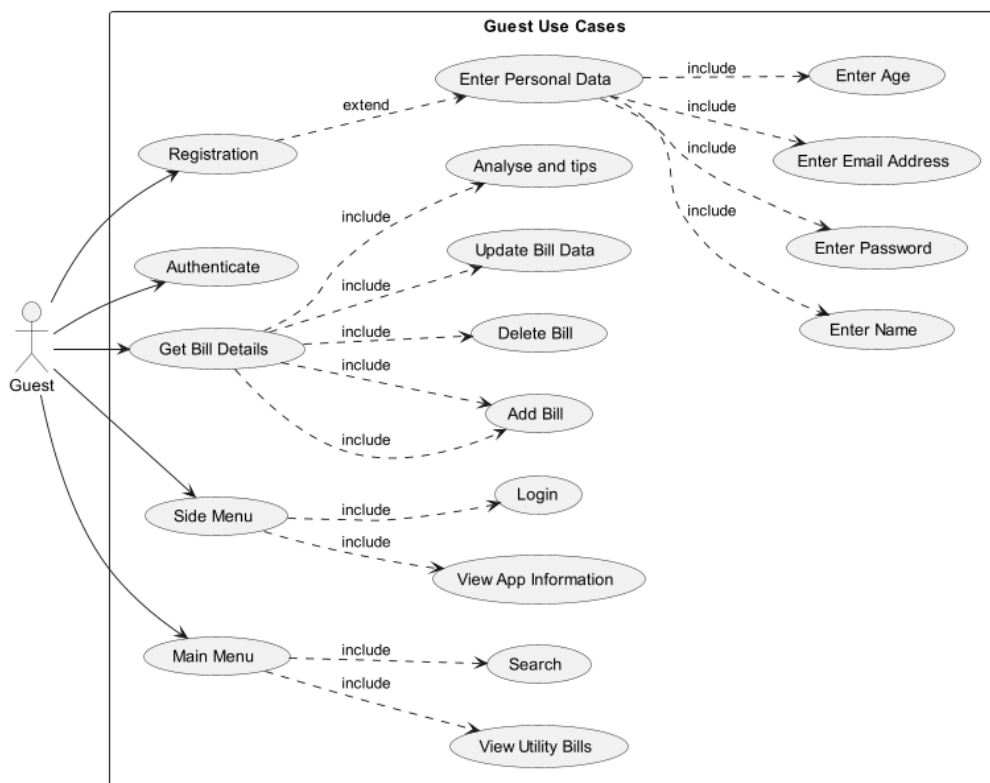 Guest Use Cases
Enter Personal Data
include
Enter Age
extend
include
Registration
Analyse and tips
include
Enter Email Address
include
include
Authenticate
Update Bill Data
Enter Password
include
Get Bill Details
include
Delete Bill
Enter Name
Guest
include
Add Bill
include
Side Menu
include
Login
include
View App Information
Main Menu
include
Search
include
View Utility Bills